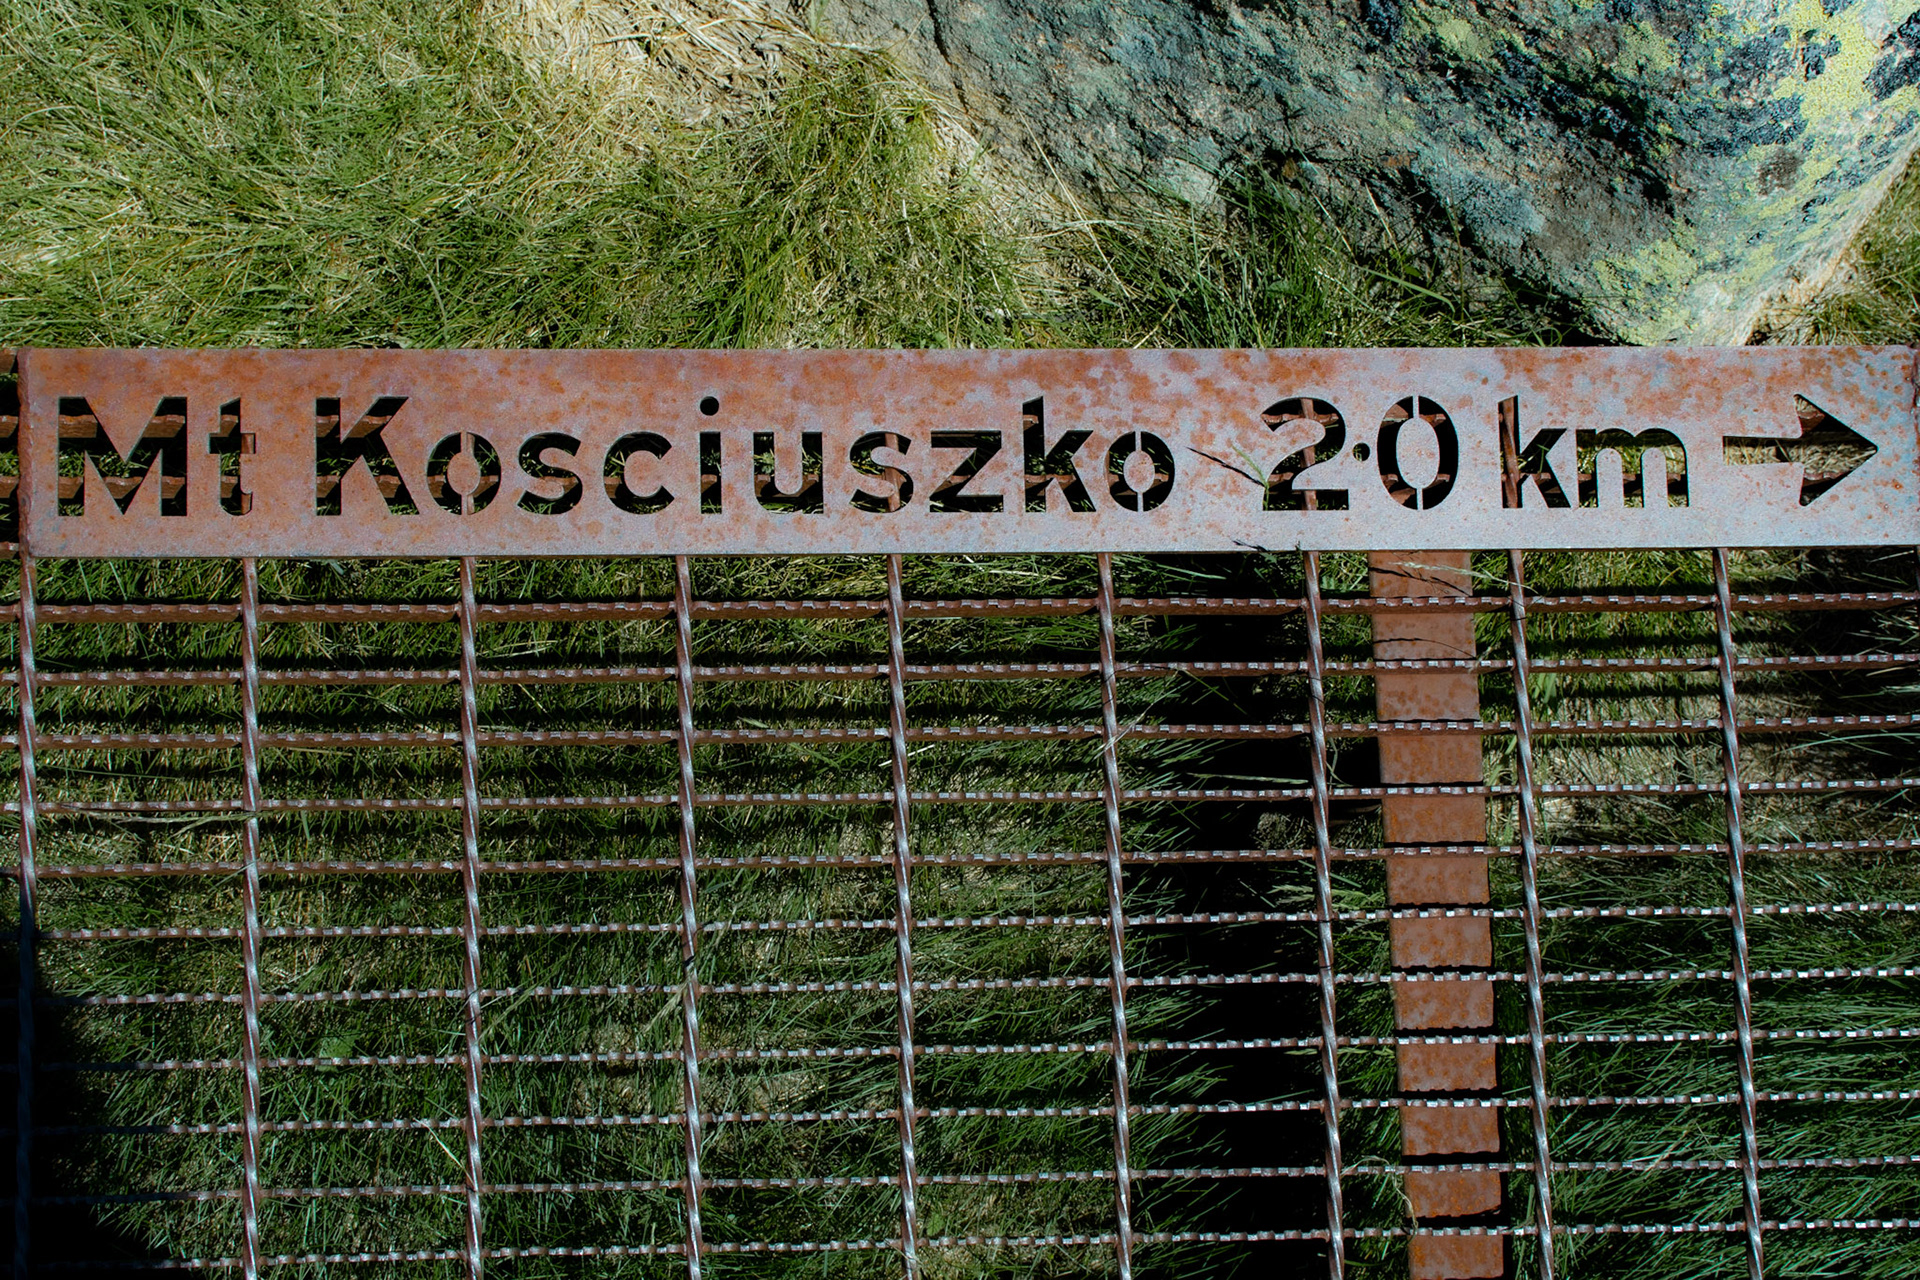 Mt Kosciuszko 2·0 km →